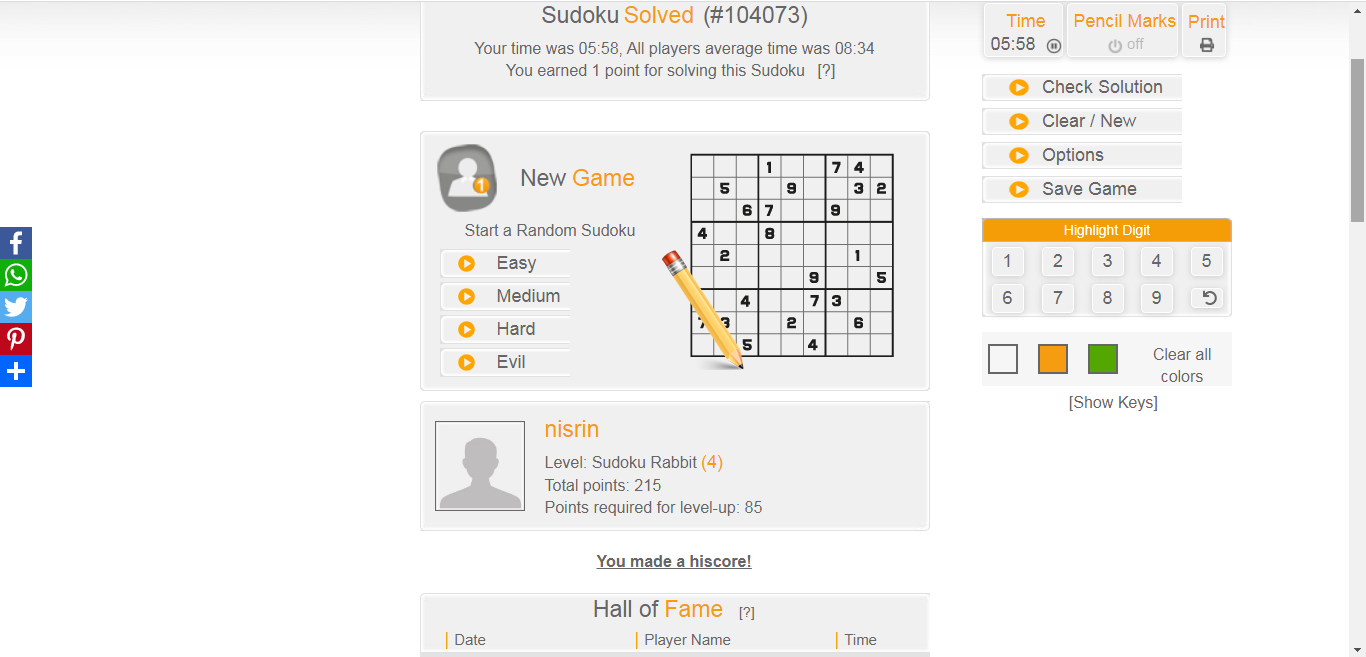 Sudoku Solved (#104073)
Your time was 05:58, All players average time was 08:34
You earned 1 point for solving this Sudoku [?]
New Game
1
Start a Random Sudoku
Easy
Medium
Hard
Evil
1 7 4
5 9 3 2
6 7 9
4 8
2 1
9 5
4 7 3
7 3 2 6
5 4
nisrin
Level: Sudoku Rabbit (4)
Total points: 215
Points required for level-up: 85
You made a hiscore!
Hall of Fame [?]
Date Player Name Time
Time
05:58
Pencil Marks
off
Print
Check Solution
Clear / New
Options
Save Game
Highlight Digit
1 2 3 4 5
6 7 8 9
Clear all
colors
[Show Keys]